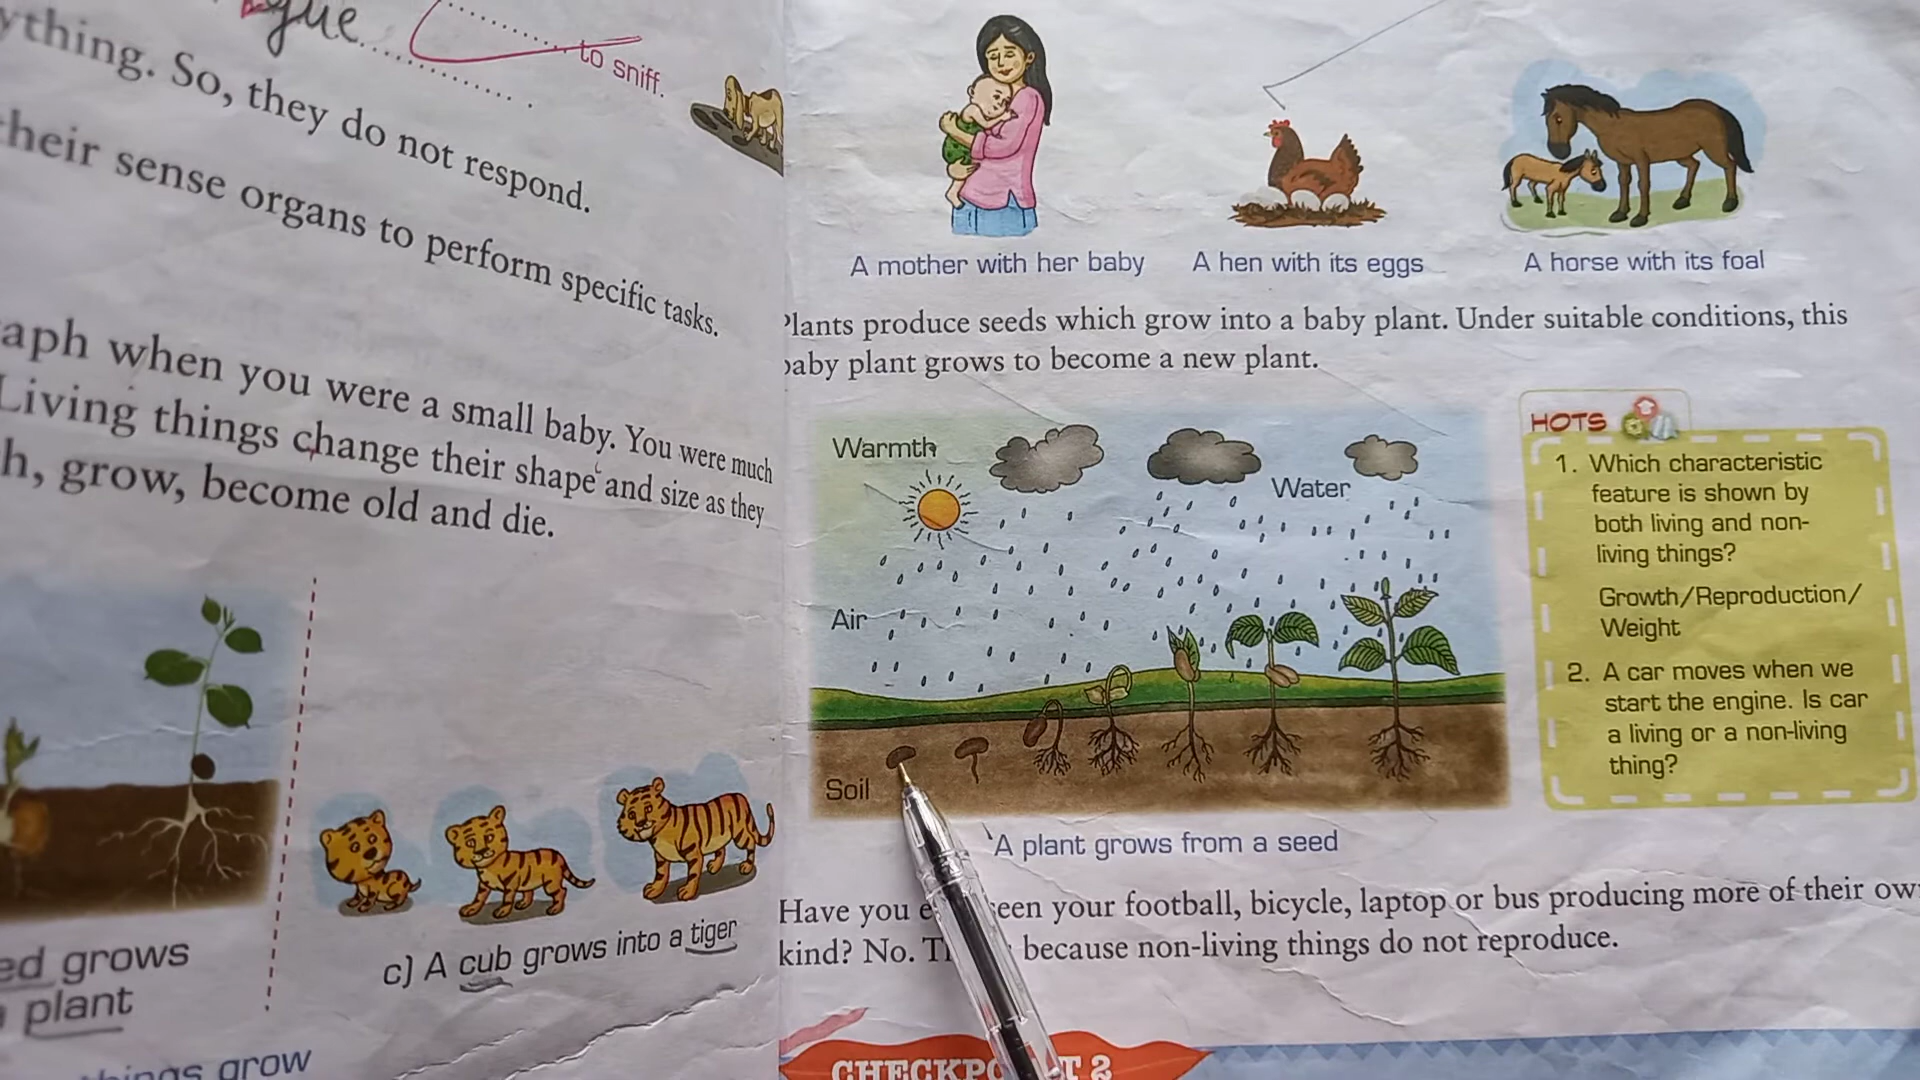 gue
to sniff.
ything. So, they do not respond.
their sense organs to perform specific tasks.
aph when you were a small baby. You were much
Living things change their shape and size as they
h, grow, become old and die.
ed grows
plant
c) A cub grows into a tiger
things grow
A mother with her baby
A hen with its eggs
A horse with its foal
Plants produce seeds which grow into a baby plant. Under suitable conditions, this
baby plant grows to become a new plant.
Warmth
Water
Air
Soil
A plant grows from a seed
HOTS
1. Which characteristic
feature is shown by
both living and non-
living things?
Growth/Reproduction/
Weight
2. A car moves when we
start the engine. Is car
a living or a non-living
thing?
Have you e een your football, bicycle, laptop or bus producing more of their ow
kind? No. T because non-living things do not reproduce.
CHECKPO T 2